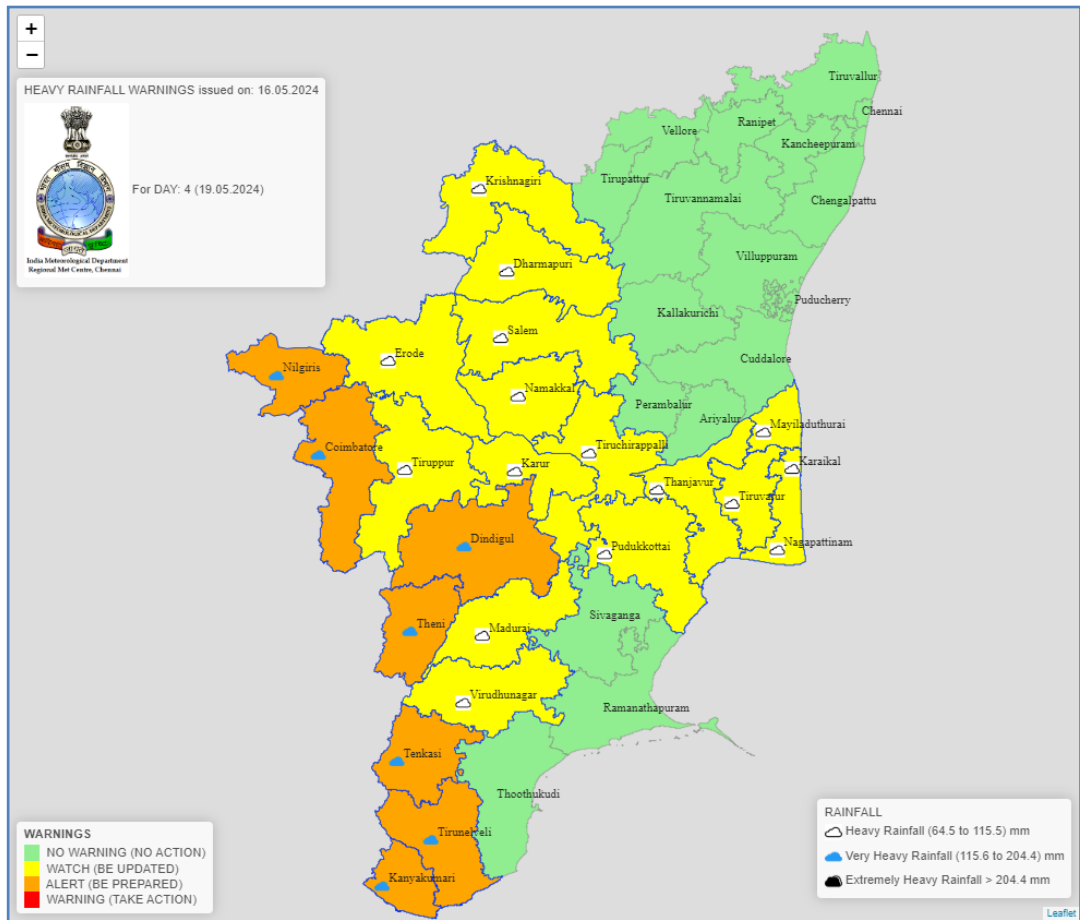 +
−
HEAVY RAINFALL WARNINGS issued on: 16.05.2024
For DAY: 4 (19.05.2024)
India Meteorological Department
Regional Met Centre, Chennai
Tiruvallur
Chennai
Ranipet
Vellore
Kancheepuram
Tirupattur
Krishnagiri
Tiruvannamalai
Chengalpattu
Villuppuram
Dharmapuri
Puducherry
Kallakurichi
Salem
Erode
Cuddalore
Nilgiris
Namakkal
Perambalur
Ariyalur
Mayiladuthurai
Coimbatore
Tiruchirappalli
Tiruppur
Karur
Karaikal
Thanjavur
Tiruvarur
Dindigul
Pudukkottai
Nagapattinam
Sivaganga
Theni
Madurai
Virudhunagar
Ramanathapuram
Tenkasi
Thoothukudi
Tirunelveli
Kanyakumari
WARNINGS
NO WARNING (NO ACTION)
WATCH (BE UPDATED)
ALERT (BE PREPARED)
WARNING (TAKE ACTION)
RAINFALL
Heavy Rainfall (64.5 to 115.5) mm
Very Heavy Rainfall (115.6 to 204.4) mm
Extremely Heavy Rainfall > 204.4 mm
Leaflet